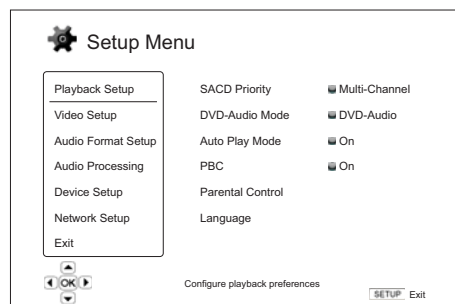 Setup Menu
Playback Setup SACD Priority Multi-Channel
Video Setup DVD-Audio Mode DVD-Audio
Audio Format Setup Auto Play Mode On
Audio Processing PBC On
Device Setup Parental Control
Network Setup Language
Exit
OK Configure playback preferences SETUP Exit